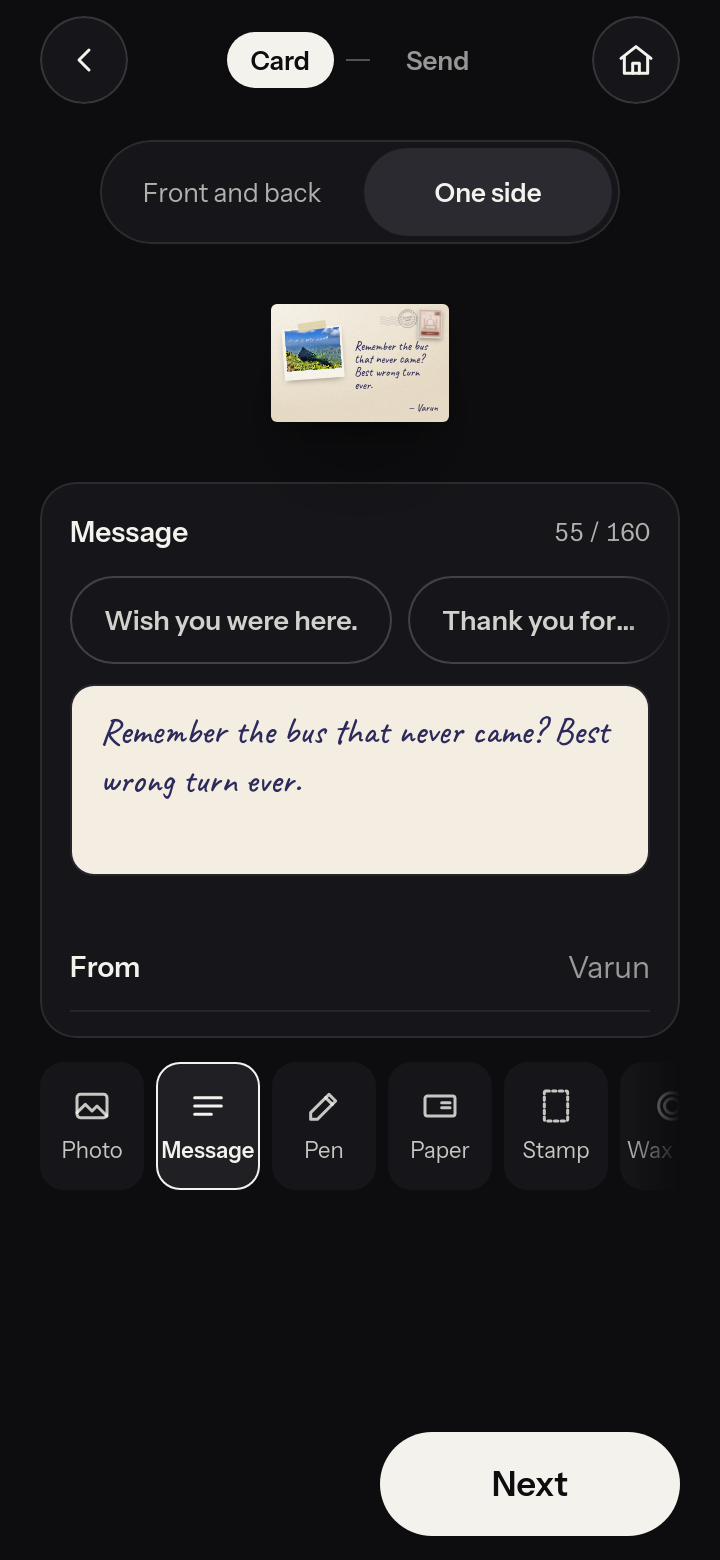 Card
Send
Front and back
One side
Remember the bus
that never came?
Best wrong turn
ever.
– Varun
Message
55 / 160
Wish you were here.
Thank you for...
Remember the bus that never came? Best
wrong turn ever.
From
Varun
Photo
Message
Pen
Paper
Stamp
Wax
Next